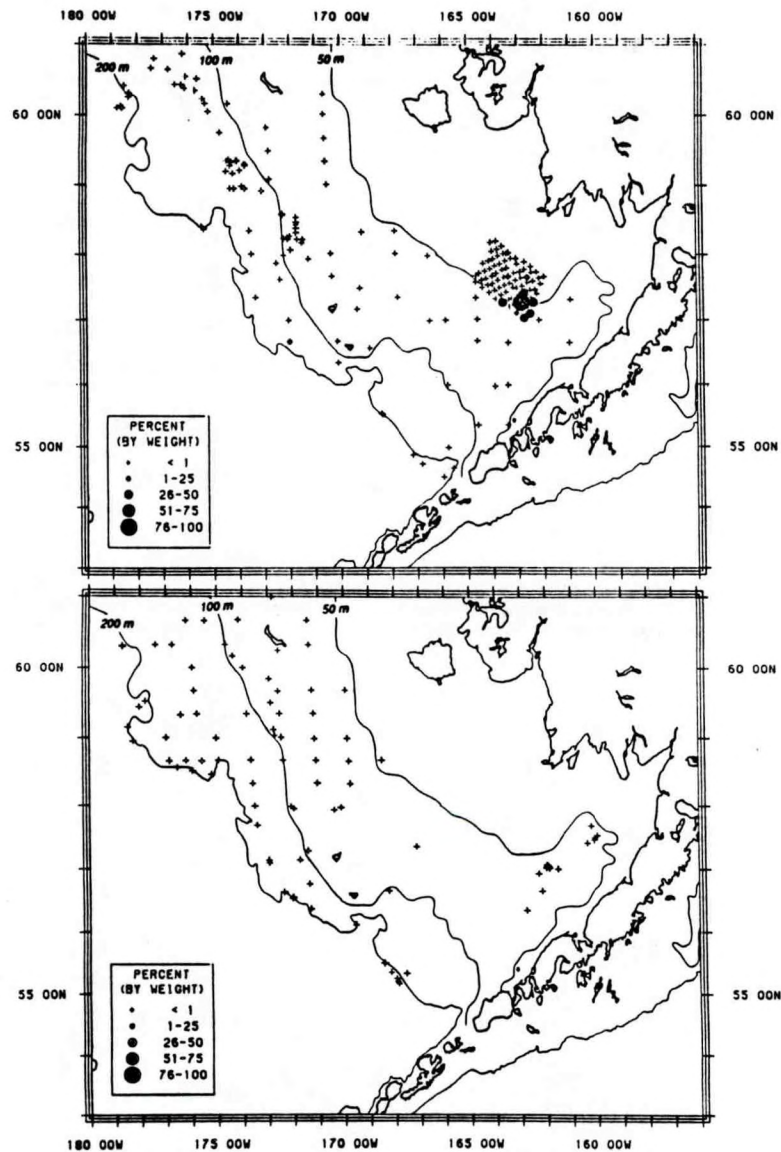 180 00W 175 00W 170 00W 165 00W 160 00W
200 m 100 m 50 m
60 00N 60 00N
55 00N 55 00N
PERCENT
(BY WEIGHT)
< 1
1-25
26-50
51-75
76-100
200 m 100 m 50 m
60 00N 60 00N
55 00N 55 00N
PERCENT
(BY WEIGHT)
< 1
1-25
26-50
51-75
76-100
180 00W 175 00W 170 00W 165 00W 160 00W